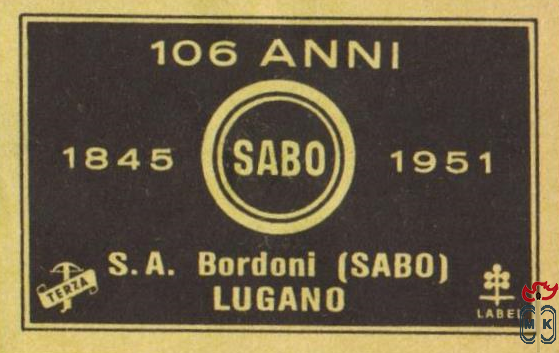 106 ANNI
1845 SABO 1951
S.A. Bordoni (SABO)
LUGANO
TERZA
LABEL
M K